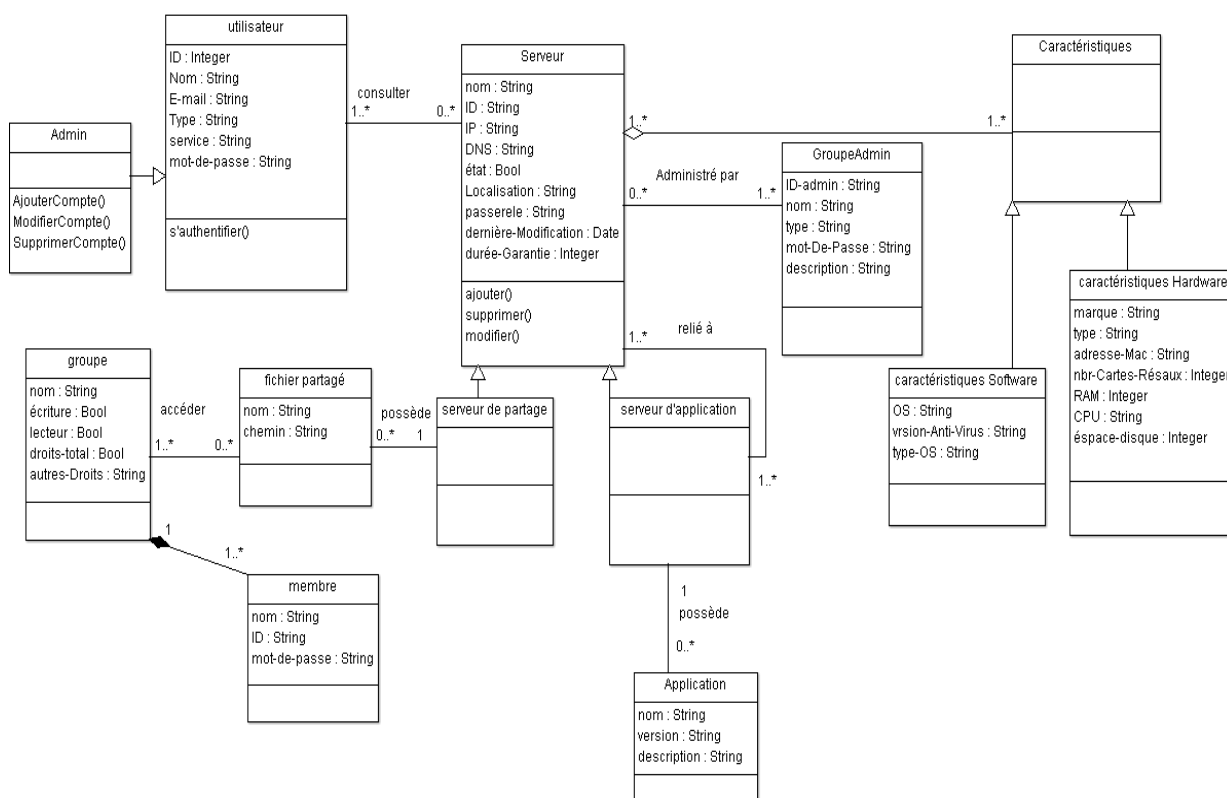 utilisateur
ID : Integer
Nom : String
E-mail : String
Type : String
service : String
mot-de-passe : String
s'authentifier()
Admin
AjouterCompte()
ModifierCompte()
SupprimerCompte()
consulter
1..*
0..*
Serveur
nom : String
ID : String
IP : String
DNS : String
état : Bool
Localisation : String
passerele : String
dernière-Modification : Date
durée-Garantie : Integer
ajouter()
supprimer()
modifier()
1..*
1..*
Caractéristiques
Administré par
0..*
1..*
GroupeAdmin
ID-admin : String
nom : String
type : String
mot-De-Passe : String
description : String
relié à
1..*
1..*
caractéristiques Hardware
marque : String
type : String
adresse-Mac : String
nbr-Cartes-Résaux : Integer
RAM : Integer
CPU : String
éspace-disque : Integer
caractéristiques Software
OS : String
vrsion-Anti-Virus : String
type-OS : String
groupe
nom : String
écriture : Bool
lecteur : Bool
droits-total : Bool
autres-Droits : String
accéder
1..*
0..*
fichier partagé
nom : String
chemin : String
possède
0..*
1
serveur de partage
serveur d'application
1
1..*
membre
nom : String
ID : String
mot-de-passe : String
1
possède
0..*
Application
nom : String
version : String
description : String